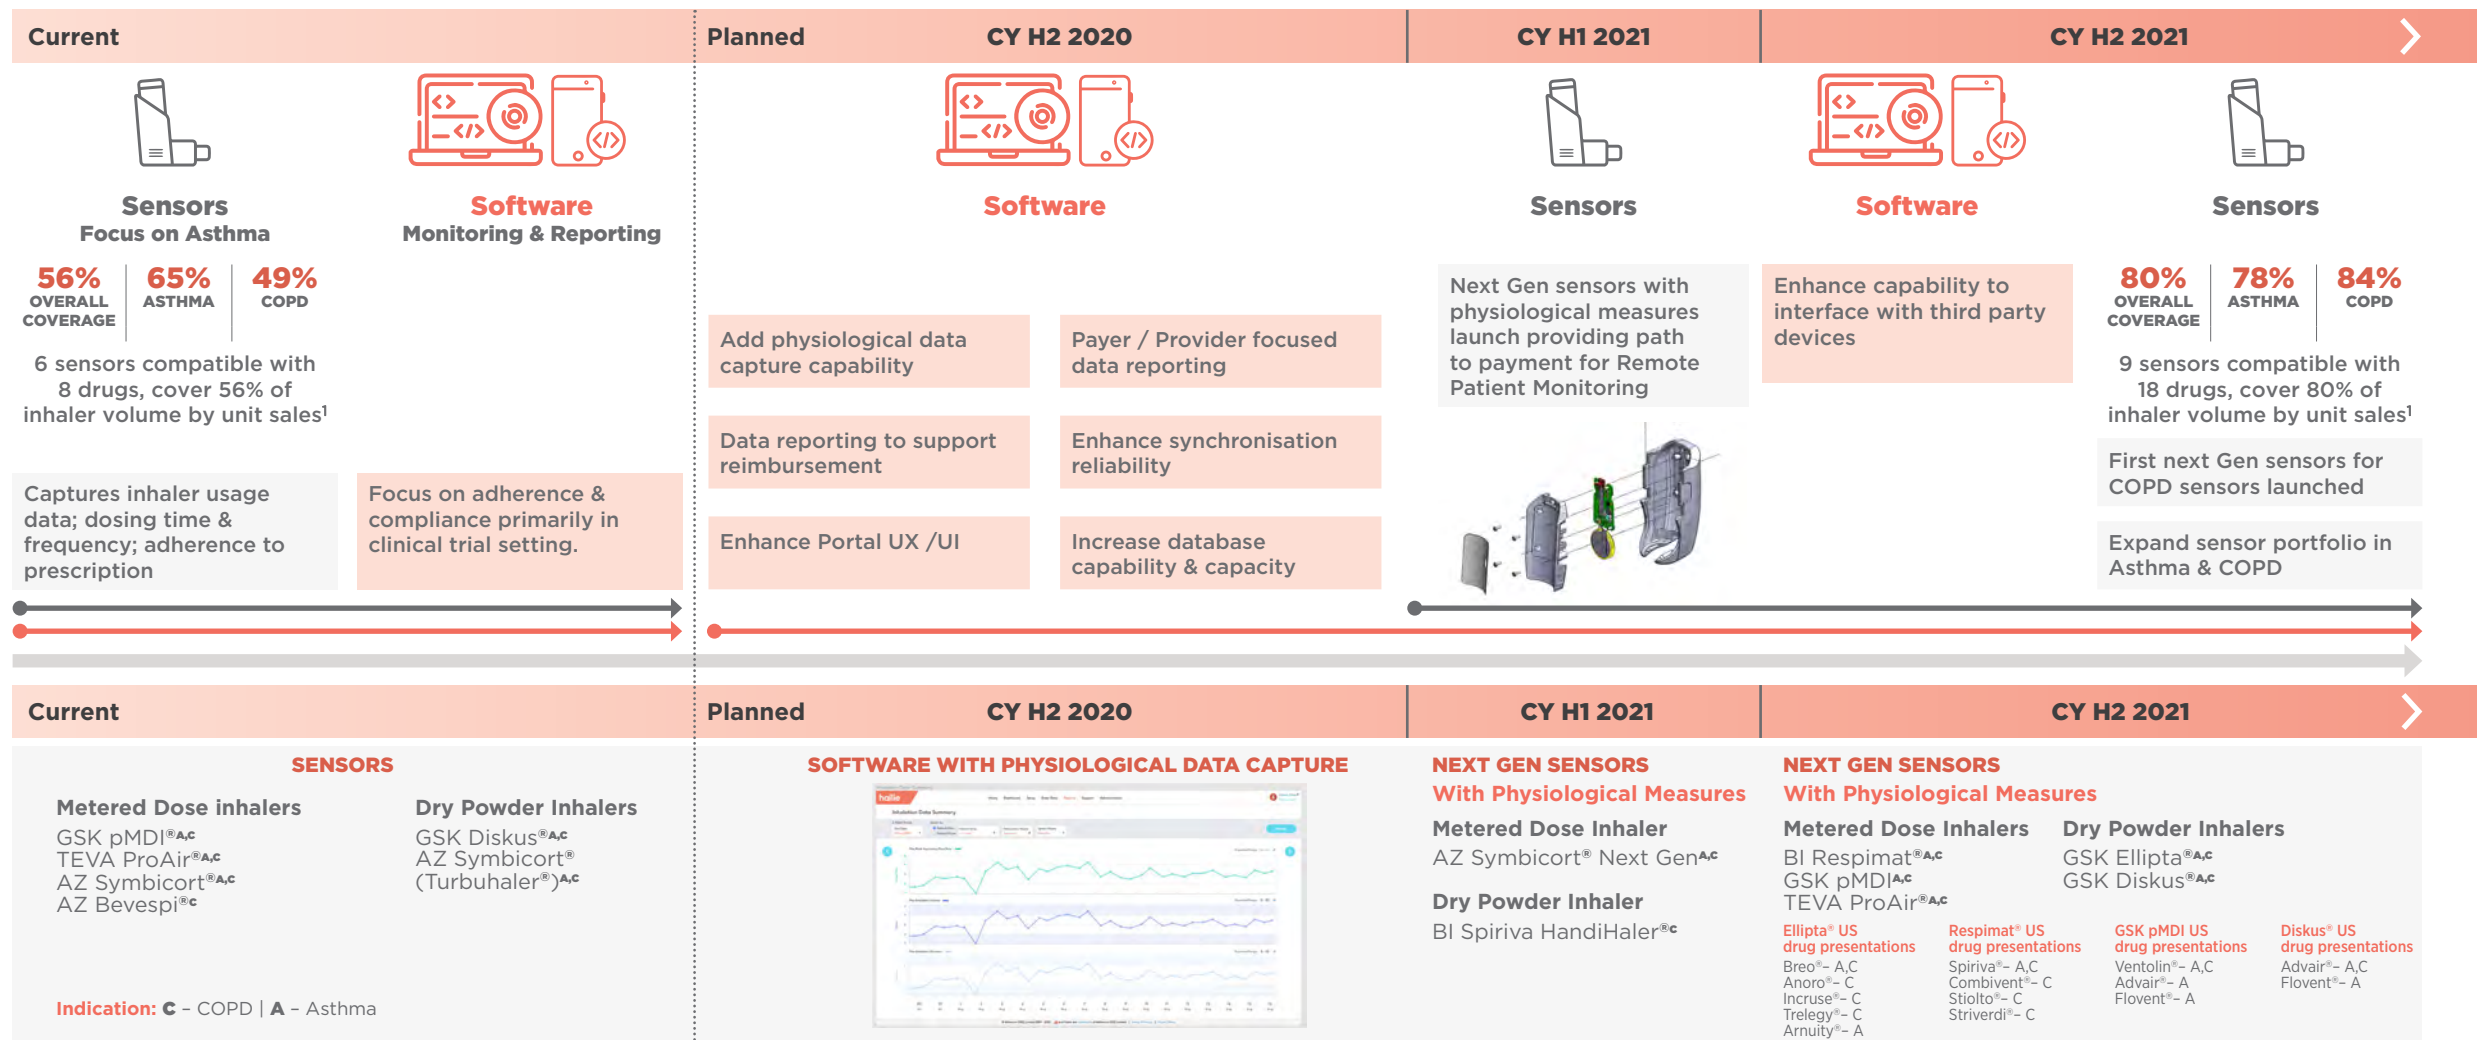 Current
Planned
CY H2 2020
CY H1 2021
CY H2 2021
Sensors
Focus on Asthma
56%
OVERALL
COVERAGE
65%
ASTHMA
49%
COPD
6 sensors compatible with
8 drugs, cover 56% of
inhaler volume by unit sales¹
Captures inhaler usage
data; dosing time &
frequency; adherence to
prescription
Software
Monitoring & Reporting
Focus on adherence &
compliance primarily in
clinical trial setting.
Software
Add physiological data
capture capability
Payer / Provider focused
data reporting
Data reporting to support
reimbursement
Enhance synchronisation
reliability
Enhance Portal UX /UI
Increase database
capability & capacity
Sensors
Next Gen sensors with
physiological measures
launch providing path
to payment for Remote
Patient Monitoring
Software
Enhance capability to
interface with third party
devices
Sensors
80%
OVERALL
COVERAGE
78%
ASTHMA
84%
COPD
9 sensors compatible with
18 drugs, cover 80% of
inhaler volume by unit sales¹
First next Gen sensors for
COPD sensors launched
Expand sensor portfolio in
Asthma & COPD
Current
Planned
CY H2 2020
CY H1 2021
CY H2 2021
SENSORS
Metered Dose inhalers
GSK pMDI®A,C
TEVA ProAir®A,C
AZ Symbicort®A,C
AZ Bevespi®C
Dry Powder Inhalers
GSK Diskus®A,C
AZ Symbicort®
(Turbuhaler®)A,C
Indication: C – COPD | A – Asthma
SOFTWARE WITH PHYSIOLOGICAL DATA CAPTURE
hailie
Inhalation Data Summary
NEXT GEN SENSORS
With Physiological Measures
Metered Dose Inhaler
AZ Symbicort® Next GenA,C
Dry Powder Inhaler
BI Spiriva HandiHaler®C
NEXT GEN SENSORS
With Physiological Measures
Metered Dose Inhalers
BI Respimat®A,C
GSK pMDIA,C
TEVA ProAir®A,C
Dry Powder Inhalers
GSK Ellipta®A,C
GSK Diskus®A,C
Ellipta® US
drug presentations
Breo®– A,C
Anoro®– C
Incruse®– C
Trelegy®– C
Arnuity®– A
Respimat® US
drug presentations
Spiriva®– A,C
Combivent®– C
Stiolto®– C
Striverdi®– C
GSK pMDI US
drug presentations
Ventolin®– A,C
Advair®– A
Flovent®– A
Diskus® US
drug presentations
Advair®– A,C
Flovent®– A